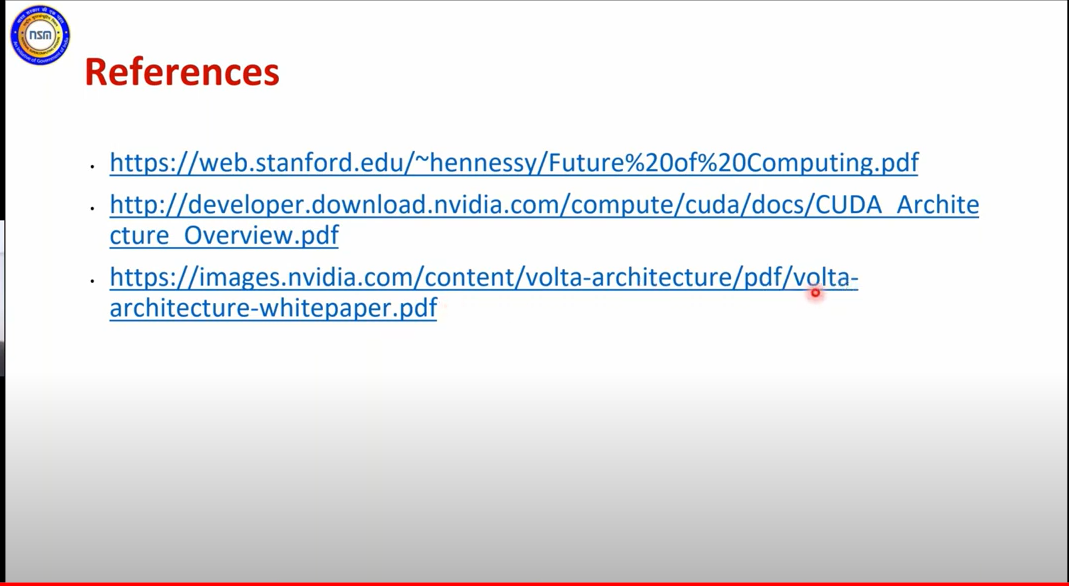 nsm
References
https://web.stanford.edu/~hennessy/Future%20of%20Computing.pdf
http://developer.download.nvidia.com/compute/cuda/docs/CUDA_Archite
cture_Overview.pdf
https://images.nvidia.com/content/volta-architecture/pdf/volta-
architecture-whitepaper.pdf